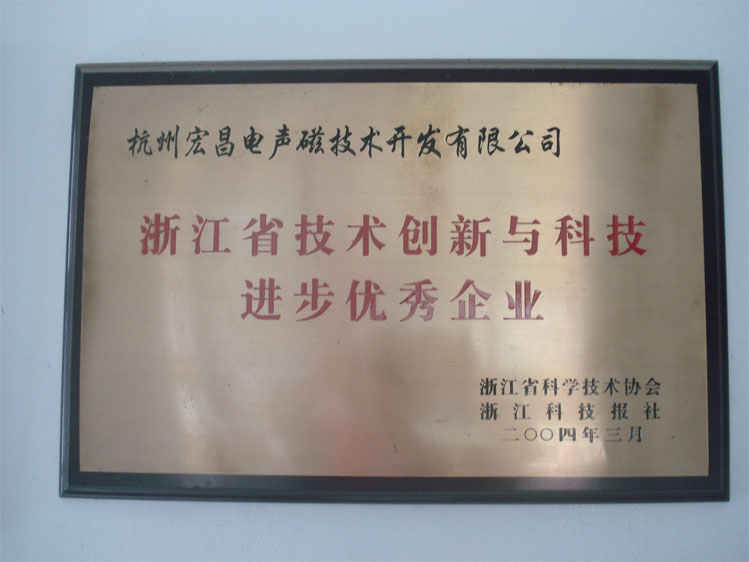 杭州宏昌电声磁技术开发有限公司
浙江省技术创新与科技
进步优秀企业
浙江省科学技术协会
浙江科技报社
二〇〇四年三月